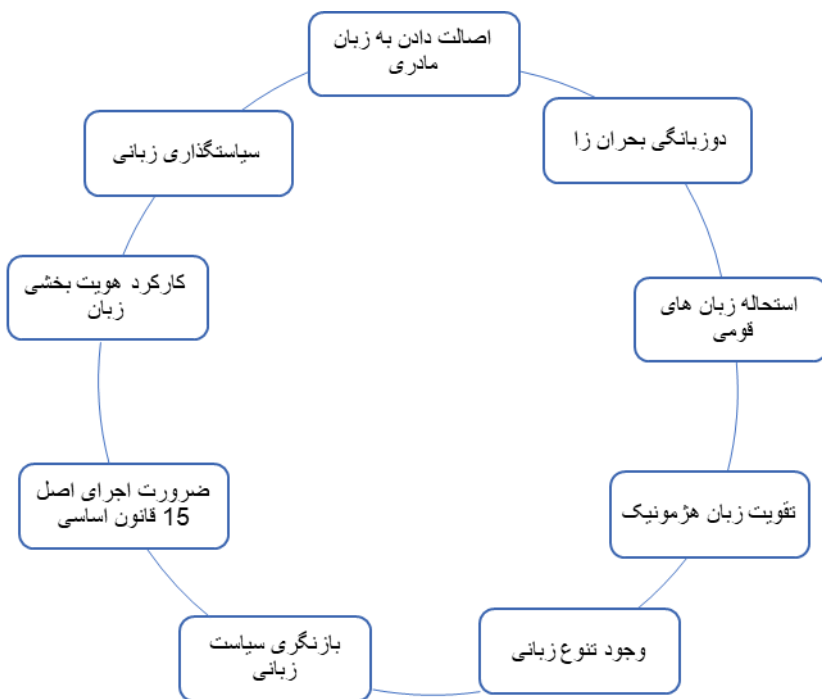 اصالت دادن به زبان
مادری
دوزبانگی بحران زا
استحاله زبان های
قومی
تقویت زبان هژمونیک
وجود تنوع زبانی
بازنگری سیاست
زبانی
ضرورت اجرای اصل
15 قانون اساسی
کارکرد هویت بخشی
زبان
سیاستگذاری زبانی